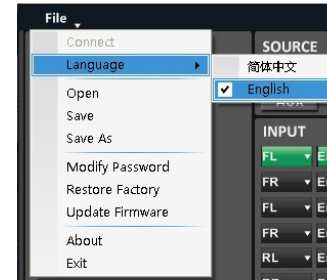 File
Connect
Language
简体中文
English
Open
Save
Save As
Modify Password
Restore Factory
Update Firmware
About
Exit
SOURCE
AUX
INPUT
FL
FR
FL
FR
RL